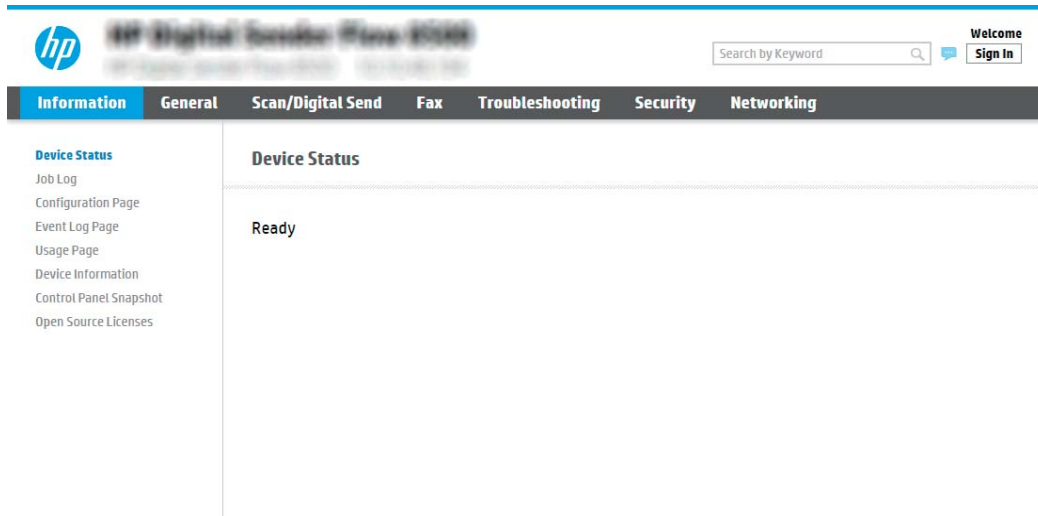 hp
Welcome
Search by Keyword
Sign In
Information General Scan/Digital Send Fax Troubleshooting Security Networking
Device Status
Job Log
Configuration Page
Event Log Page
Usage Page
Device Information
Control Panel Snapshot
Open Source Licenses
Device Status
Ready